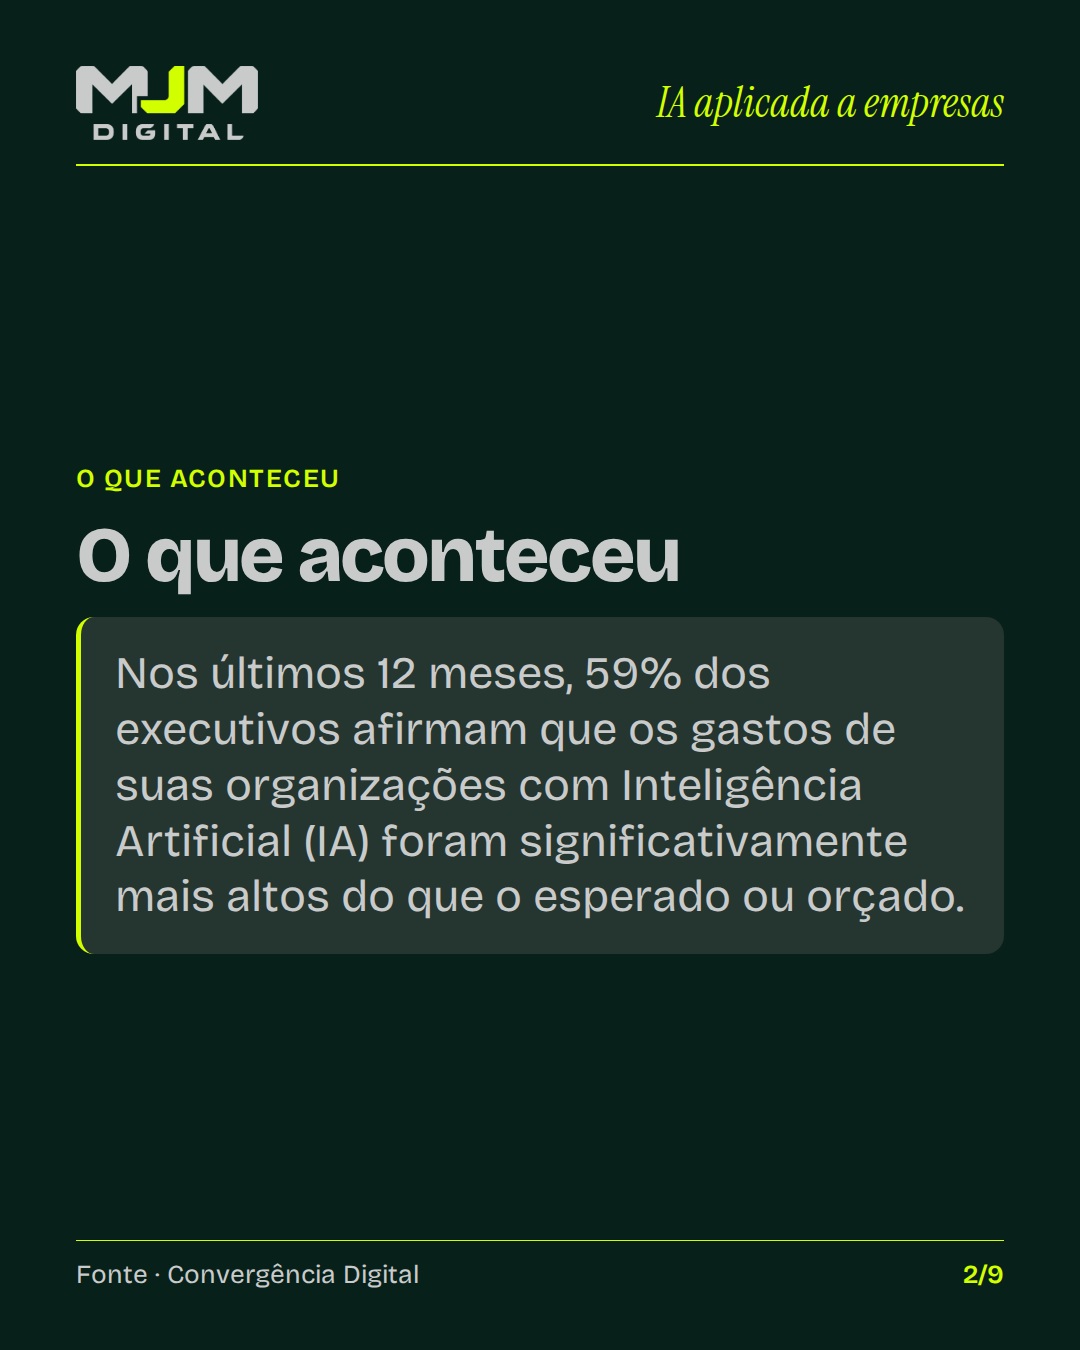 MJM
DIGITAL
IA aplicada a empresas
O QUE ACONTECEU
O que aconteceu
Nos últimos 12 meses, 59% dos
executivos afirmam que os gastos de
suas organizações com Inteligência
Artificial (IA) foram significativamente
mais altos do que o esperado ou orçado.
Fonte · Convergência Digital
2/9